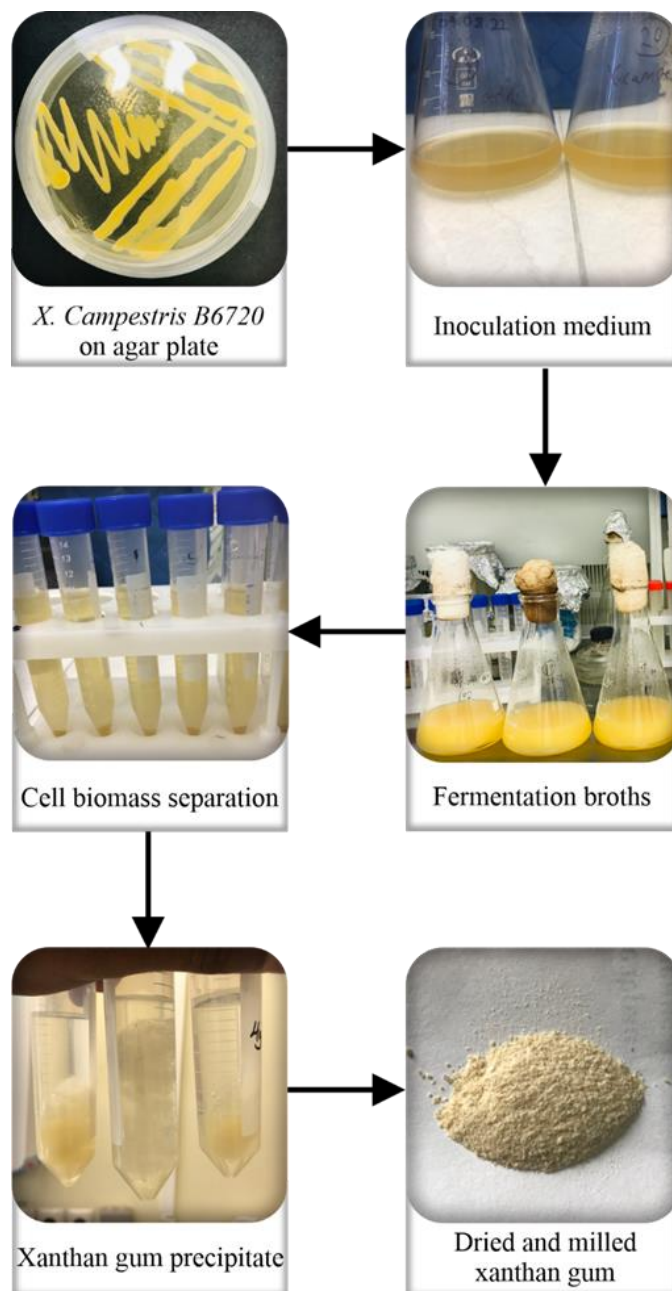 X. Campestris B6720
on agar plate
Inoculation medium
Cell biomass separation
Fermentation broths
Xanthan gum precipitate
Dried and milled
xanthan gum